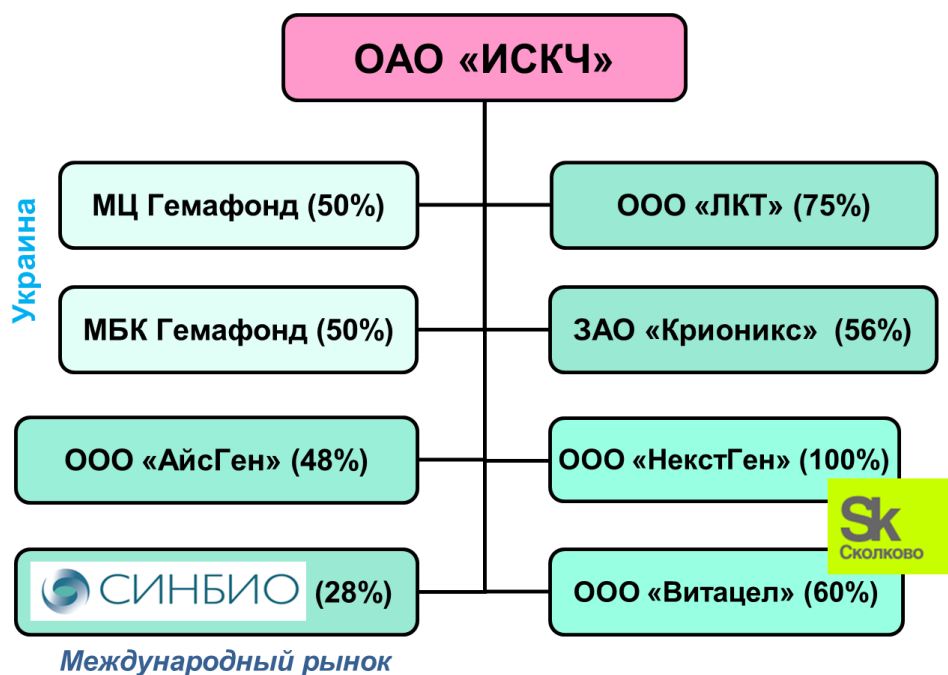 ОАО «ИСКЧ»
Украина
МЦ Гемафонд (50%)
ООО «ЛКТ» (75%)
МБК Гемафонд (50%)
ЗАО «Крионикс» (56%)
ООО «АйсГен» (48%)
ООО «НекстГен» (100%)
Sk
Сколково
СИНБИО (28%)
ООО «Витацел» (60%)
Международный рынок